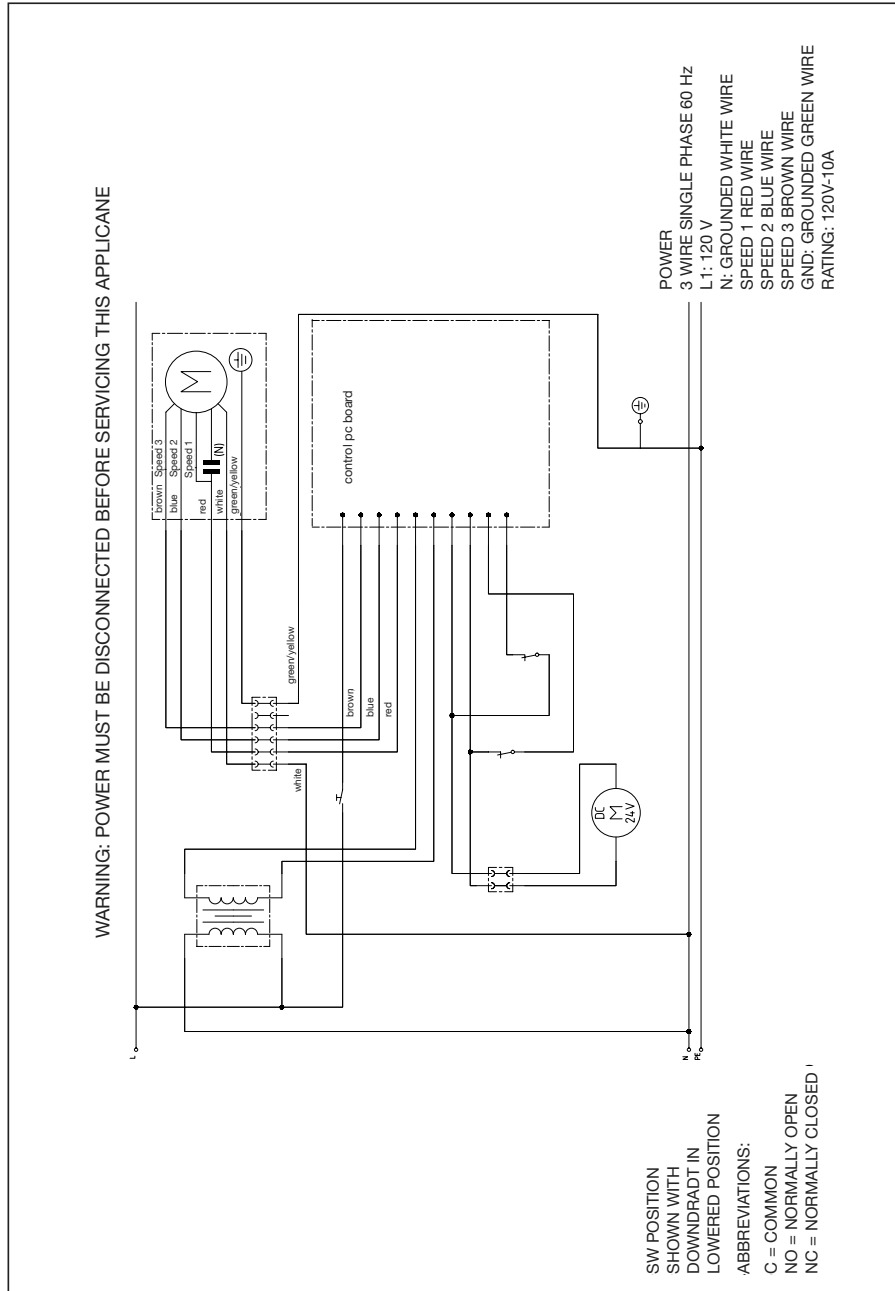 WARNING: POWER MUST BE DISCONNECTED BEFORE SERVICING THIS APPLICANE
L
brown Speed 3
blue Speed 2
Speed 1
red
(N)
white
green/yellow
M
green/yellow
white
brown
blue
red
control pc board
DC
M
24V
N
PE
SW POSITION
SHOWN WITH
DOWNDRADT IN
LOWERED POSITION
ABBREVIATIONS:
C = COMMON
NO = NORMALLY OPEN
NC = NORMALLY CLOSED
POWER
3 WIRE SINGLE PHASE 60 Hz
L1: 120 V
N: GROUNDED WHITE WIRE
SPEED 1 RED WIRE
SPEED 2 BLUE WIRE
SPEED 3 BROWN WIRE
GND: GROUNDED GREEN WIRE
RATING: 120V-10A